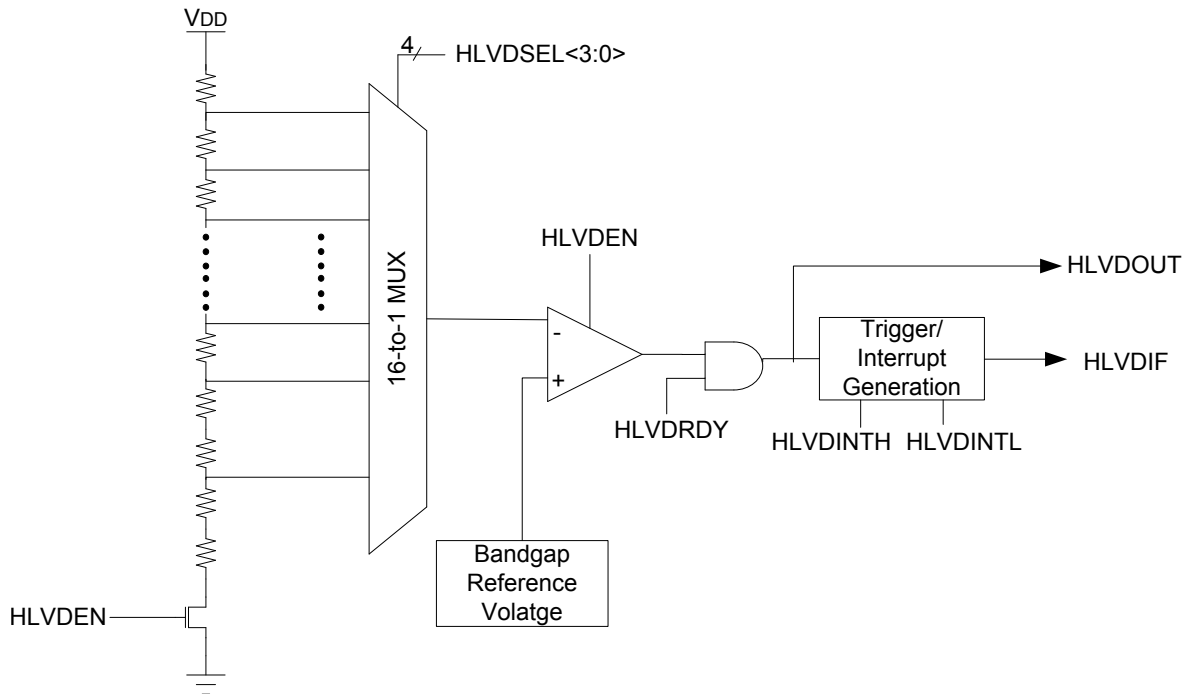 VDD
4
HLVDSEL<3:0>
16-to-1 MUX
HLVDEN
-
+
HLVDRDY
HLVDOUT
Trigger/
Interrupt
Generation
HLVDIF
HLVDINTH
HLVDINTL
Bandgap
Reference
Volatge
HLVDEN